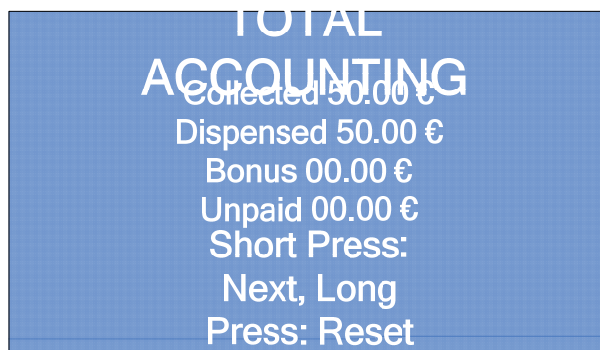 TOTAL
ACCOUNTING
Collected 50.00 €
Dispensed 50.00 €
Bonus 00.00 €
Unpaid 00.00 €
Short Press:
Next, Long
Press: Reset